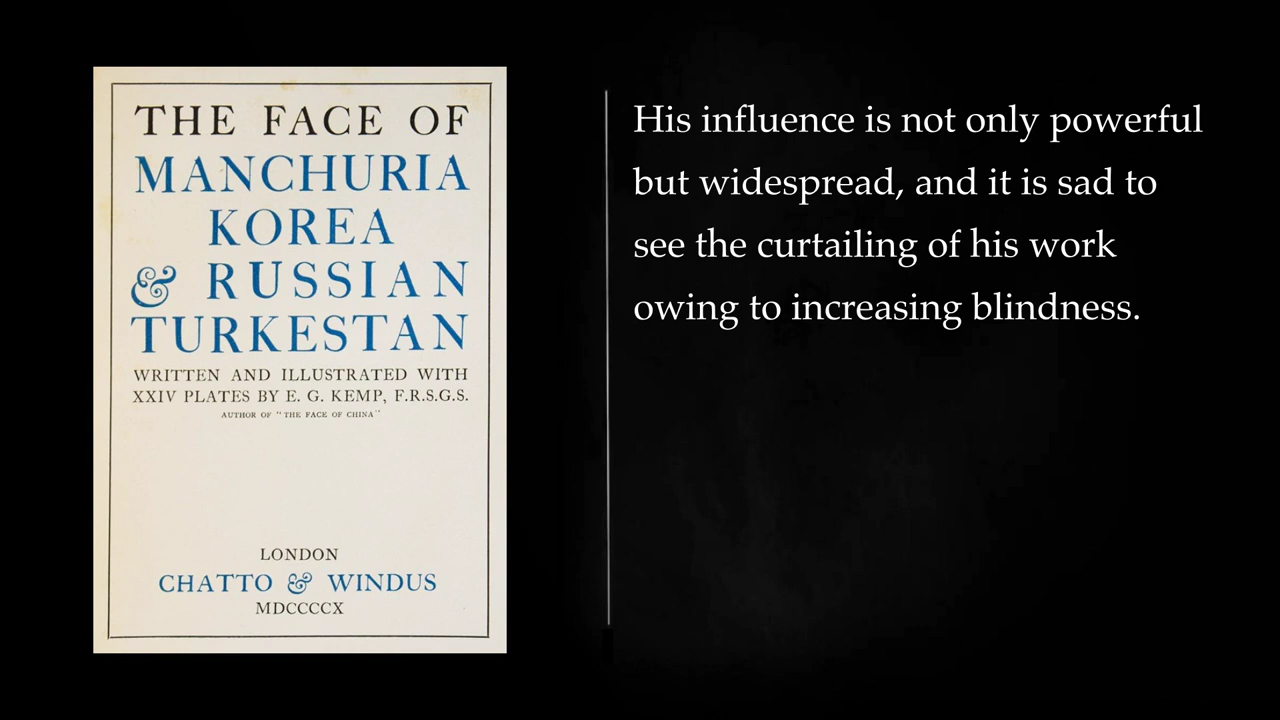 THE FACE OF
MANCHURIA
KOREA
& RUSSIAN
TURKESTAN
WRITTEN AND ILLUSTRATED WITH
XXIV PLATES BY E. G. KEMP, F.R.S.G.S.
AUTHOR OF "THE FACE OF CHINA"
LONDON
CHATTO & WINDUS
MDCCCCX
His influence is not only powerful
but widespread, and it is sad to
see the curtailing of his work
owing to increasing blindness.